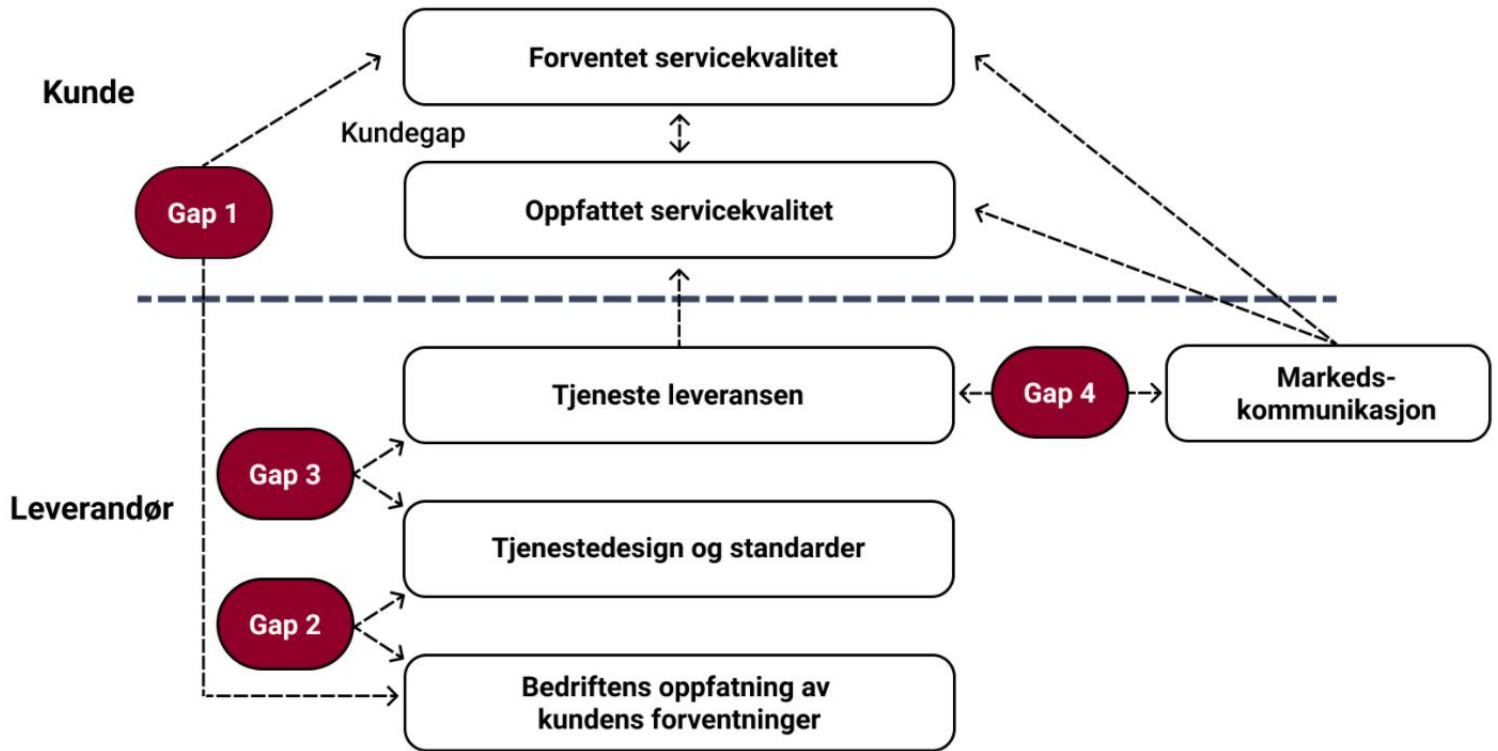 Forventet servicekvalitet
Kunde
Kundegap
Gap 1
Oppfattet servicekvalitet
Tjeneste leveransen
Gap 4
Markeds-
kommunikasjon
Gap 3
Leverandør
Tjenestedesign og standarder
Gap 2
Bedriftens oppfatning av
kundens forventninger